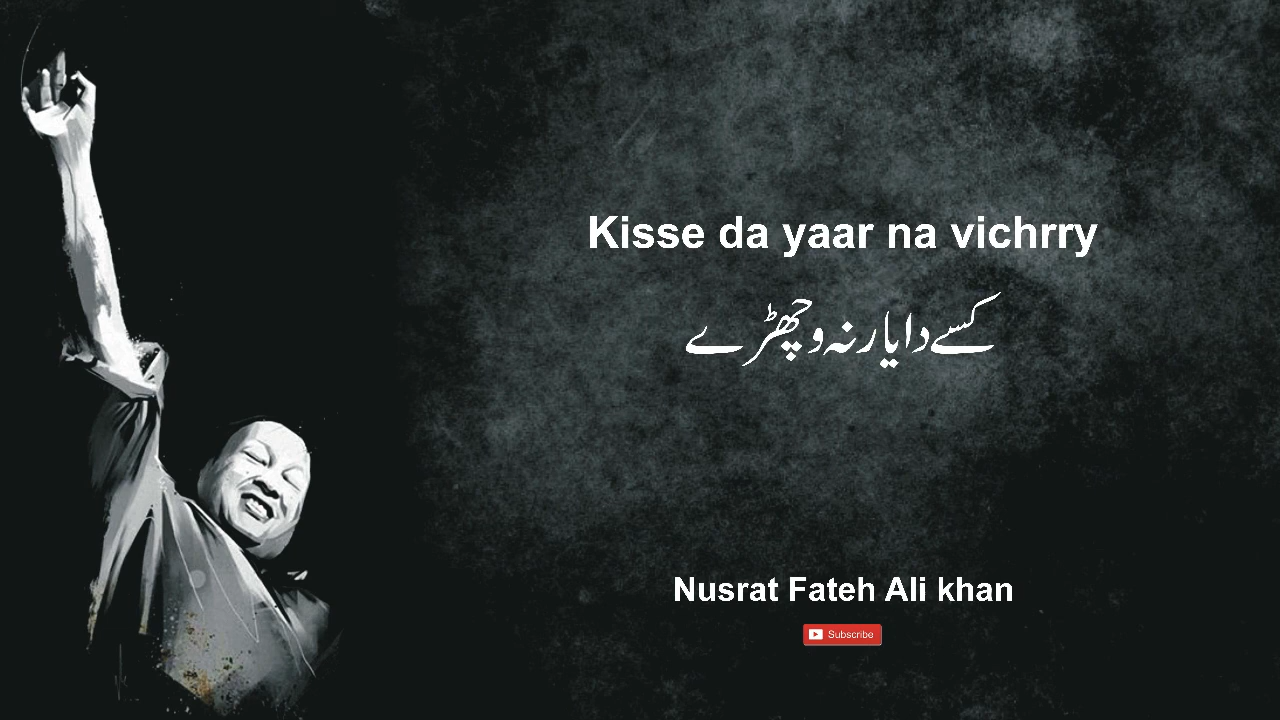 Kisse da yaar na vichrry
کسے دا یار نہ وچھڑے
Nusrat Fateh Ali khan
Subscribe